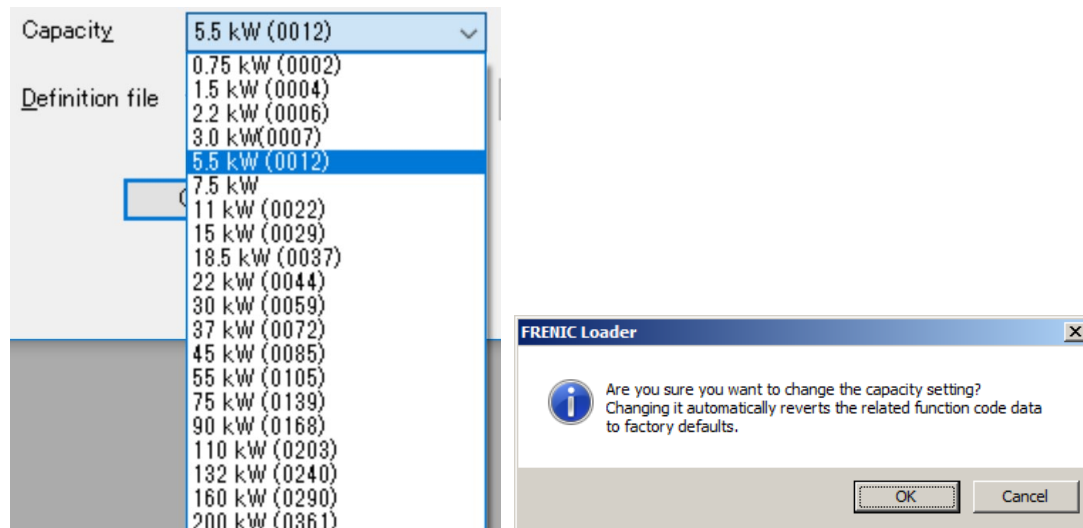 Capacity
5.5 kW (0012)
Definition file
0.75 kW (0002)
1.5 kW (0004)
2.2 kW (0006)
3.0 kW(0007)
5.5 kW (0012)
7.5 kW
11 kW (0022)
15 kW (0029)
18.5 kW (0037)
22 kW (0044)
30 kW (0059)
37 kW (0072)
45 kW (0085)
55 kW (0105)
75 kW (0139)
90 kW (0168)
110 kW (0203)
132 kW (0240)
160 kW (0290)
200 kW (0361)
FRENIC Loader
Are you sure you want to change the capacity setting?
Changing it automatically reverts the related function code data
to factory defaults.
OK
Cancel